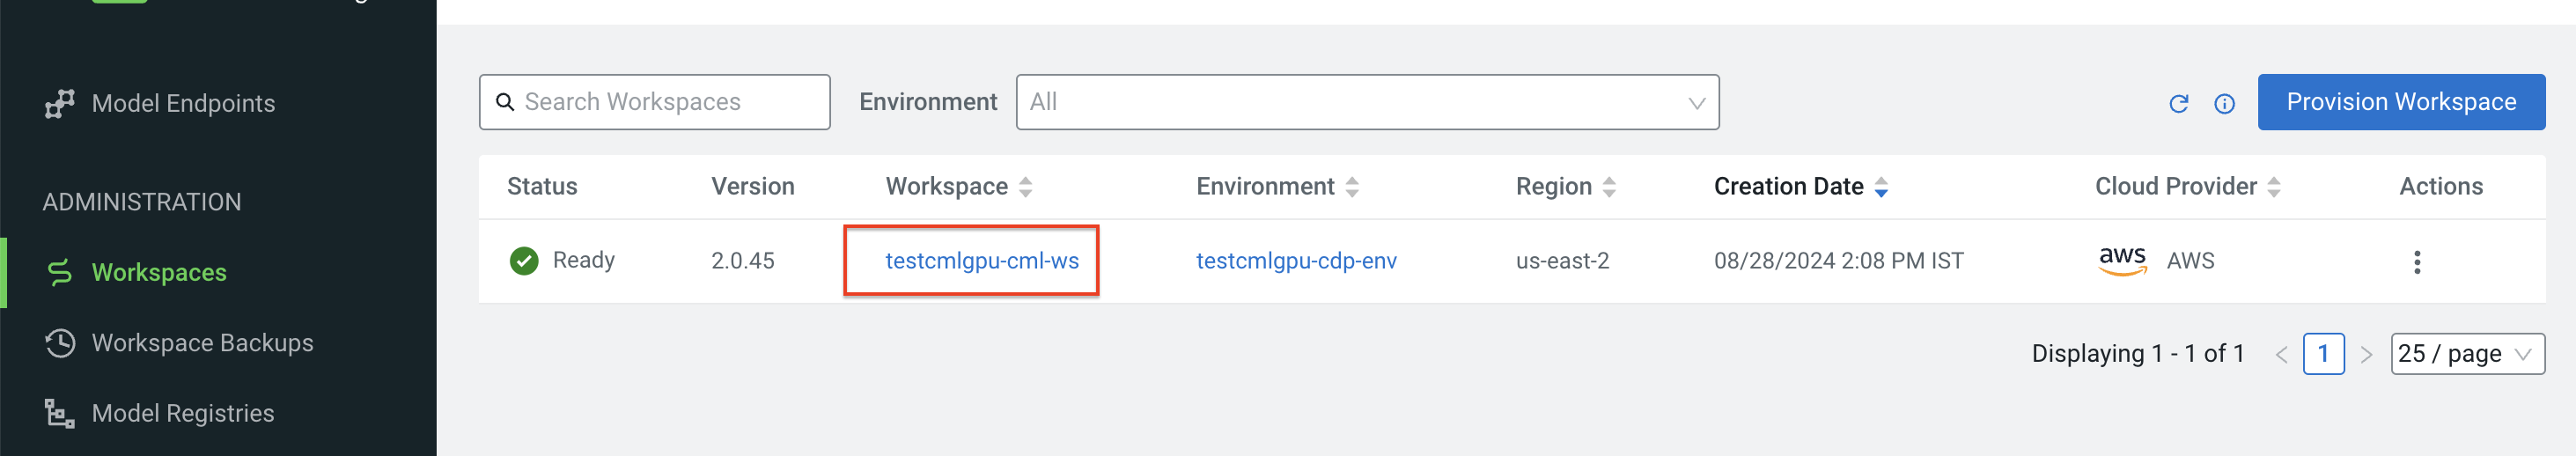 Model Endpoints
ADMINISTRATION
Workspaces
Workspace Backups
Model Registries
Search Workspaces Environment All Provision Workspace
Status Version Workspace Environment Region Creation Date Cloud Provider Actions
Ready 2.0.45 testcmlgpu-cml-ws testcmlgpu-cdp-env us-east-2 08/28/2024 2:08 PM IST aws AWS
Displaying 1 - 1 of 1 < 1 > 25 / page